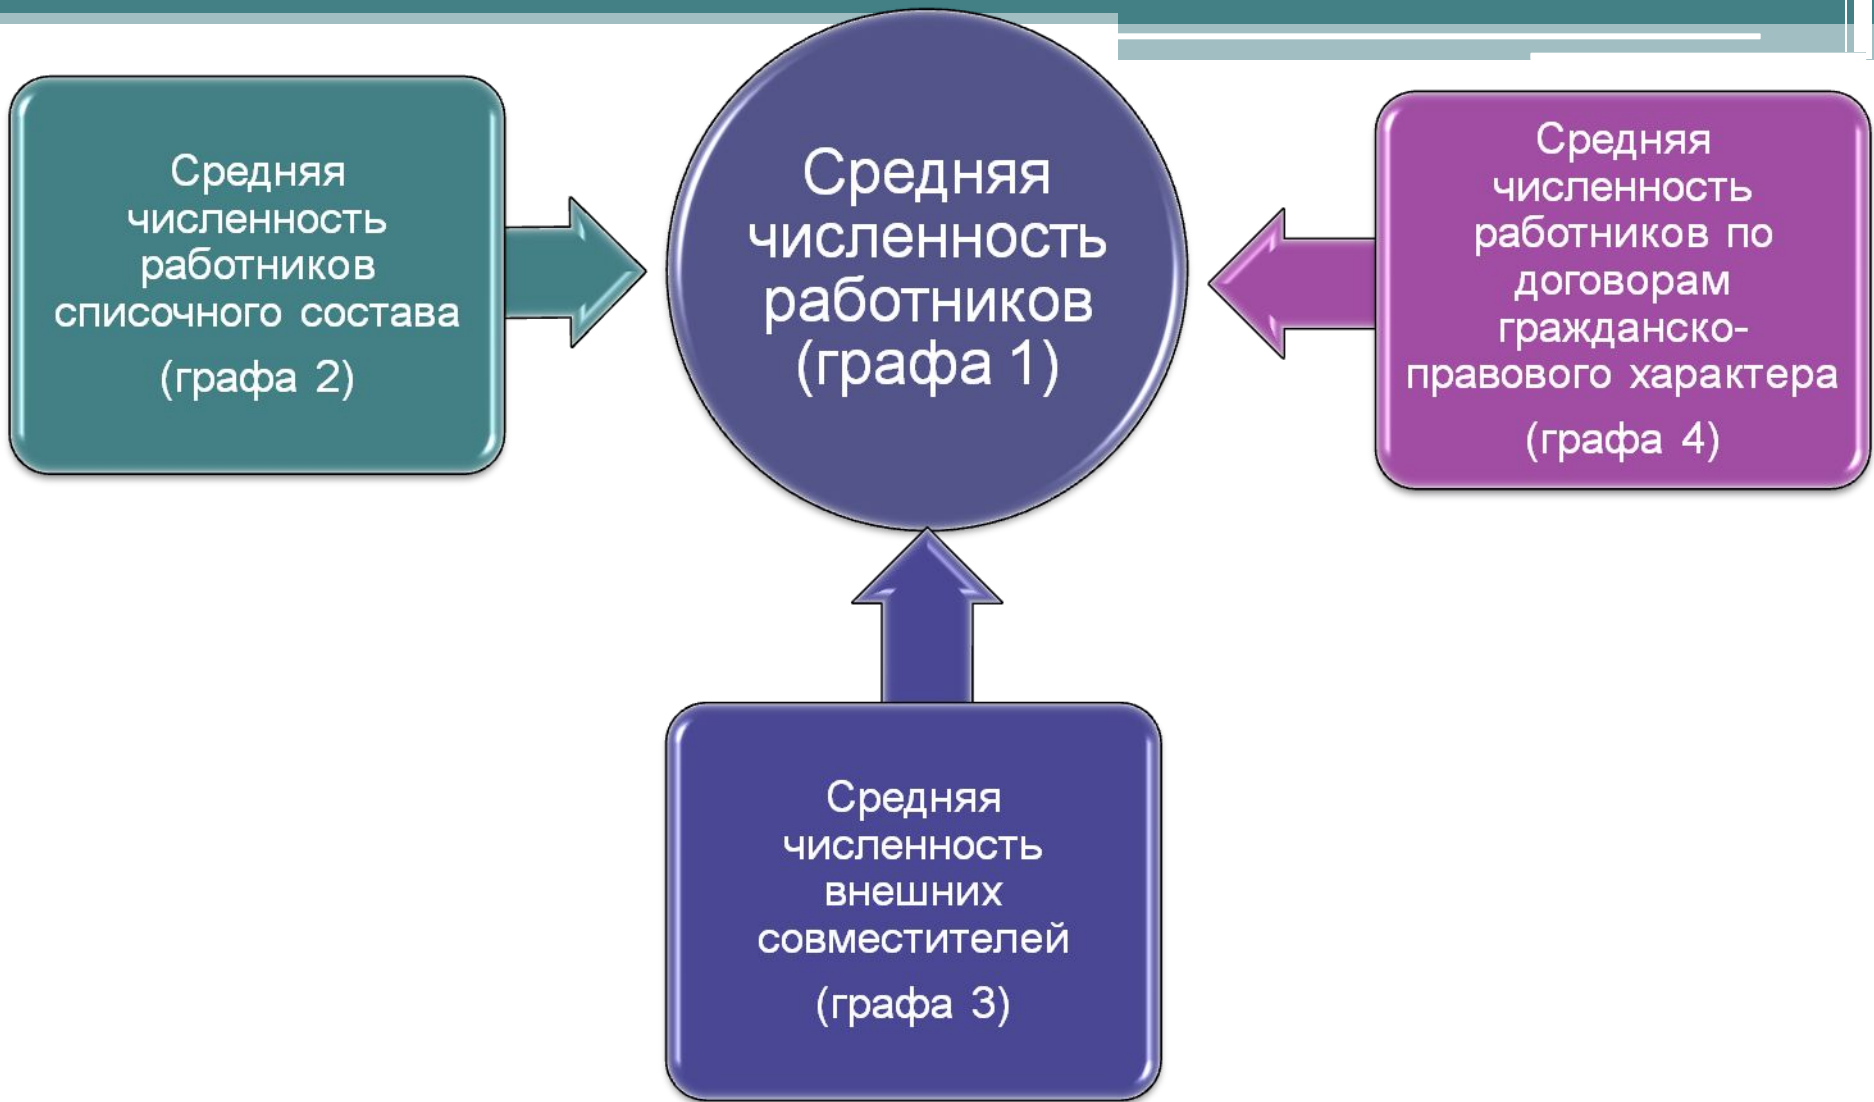 Средняя
численность
работников
списочного состава
(графа 2)
Средняя
численность
работников
(графа 1)
Средняя
численность
работников по
договорам
гражданско-
правового характера
(графа 4)
Средняя
численность
внешних
совместителей
(графа 3)